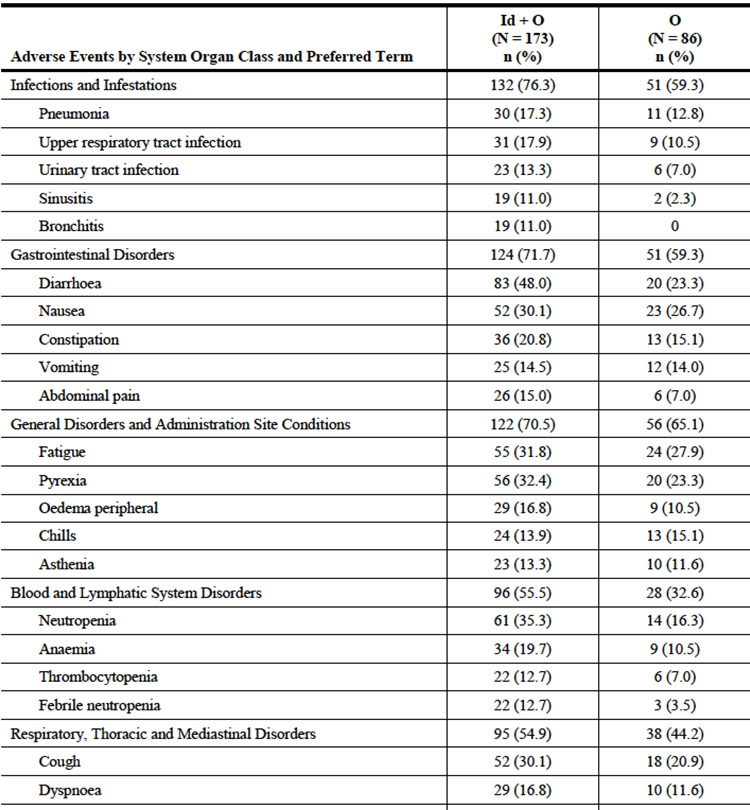 Adverse Events by System Organ Class and Preferred Term Id + O (N = 173) n (%) O (N = 86) n (%)
Infections and Infestations 132 (76.3) 51 (59.3)
Pneumonia 30 (17.3) 11 (12.8)
Upper respiratory tract infection 31 (17.9) 9 (10.5)
Urinary tract infection 23 (13.3) 6 (7.0)
Sinusitis 19 (11.0) 2 (2.3)
Bronchitis 19 (11.0) 0
Gastrointestinal Disorders 124 (71.7) 51 (59.3)
Diarrhoea 83 (48.0) 20 (23.3)
Nausea 52 (30.1) 23 (26.7)
Constipation 36 (20.8) 13 (15.1)
Vomiting 25 (14.5) 12 (14.0)
Abdominal pain 26 (15.0) 6 (7.0)
General Disorders and Administration Site Conditions 122 (70.5) 56 (65.1)
Fatigue 55 (31.8) 24 (27.9)
Pyrexia 56 (32.4) 20 (23.3)
Oedema peripheral 29 (16.8) 9 (10.5)
Chills 24 (13.9) 13 (15.1)
Asthenia 23 (13.3) 10 (11.6)
Blood and Lymphatic System Disorders 96 (55.5) 28 (32.6)
Neutropenia 61 (35.3) 14 (16.3)
Anaemia 34 (19.7) 9 (10.5)
Thrombocytopenia 22 (12.7) 6 (7.0)
Febrile neutropenia 22 (12.7) 3 (3.5)
Respiratory, Thoracic and Mediastinal Disorders 95 (54.9) 38 (44.2)
Cough 52 (30.1) 18 (20.9)
Dyspnoea 29 (16.8) 10 (11.6)